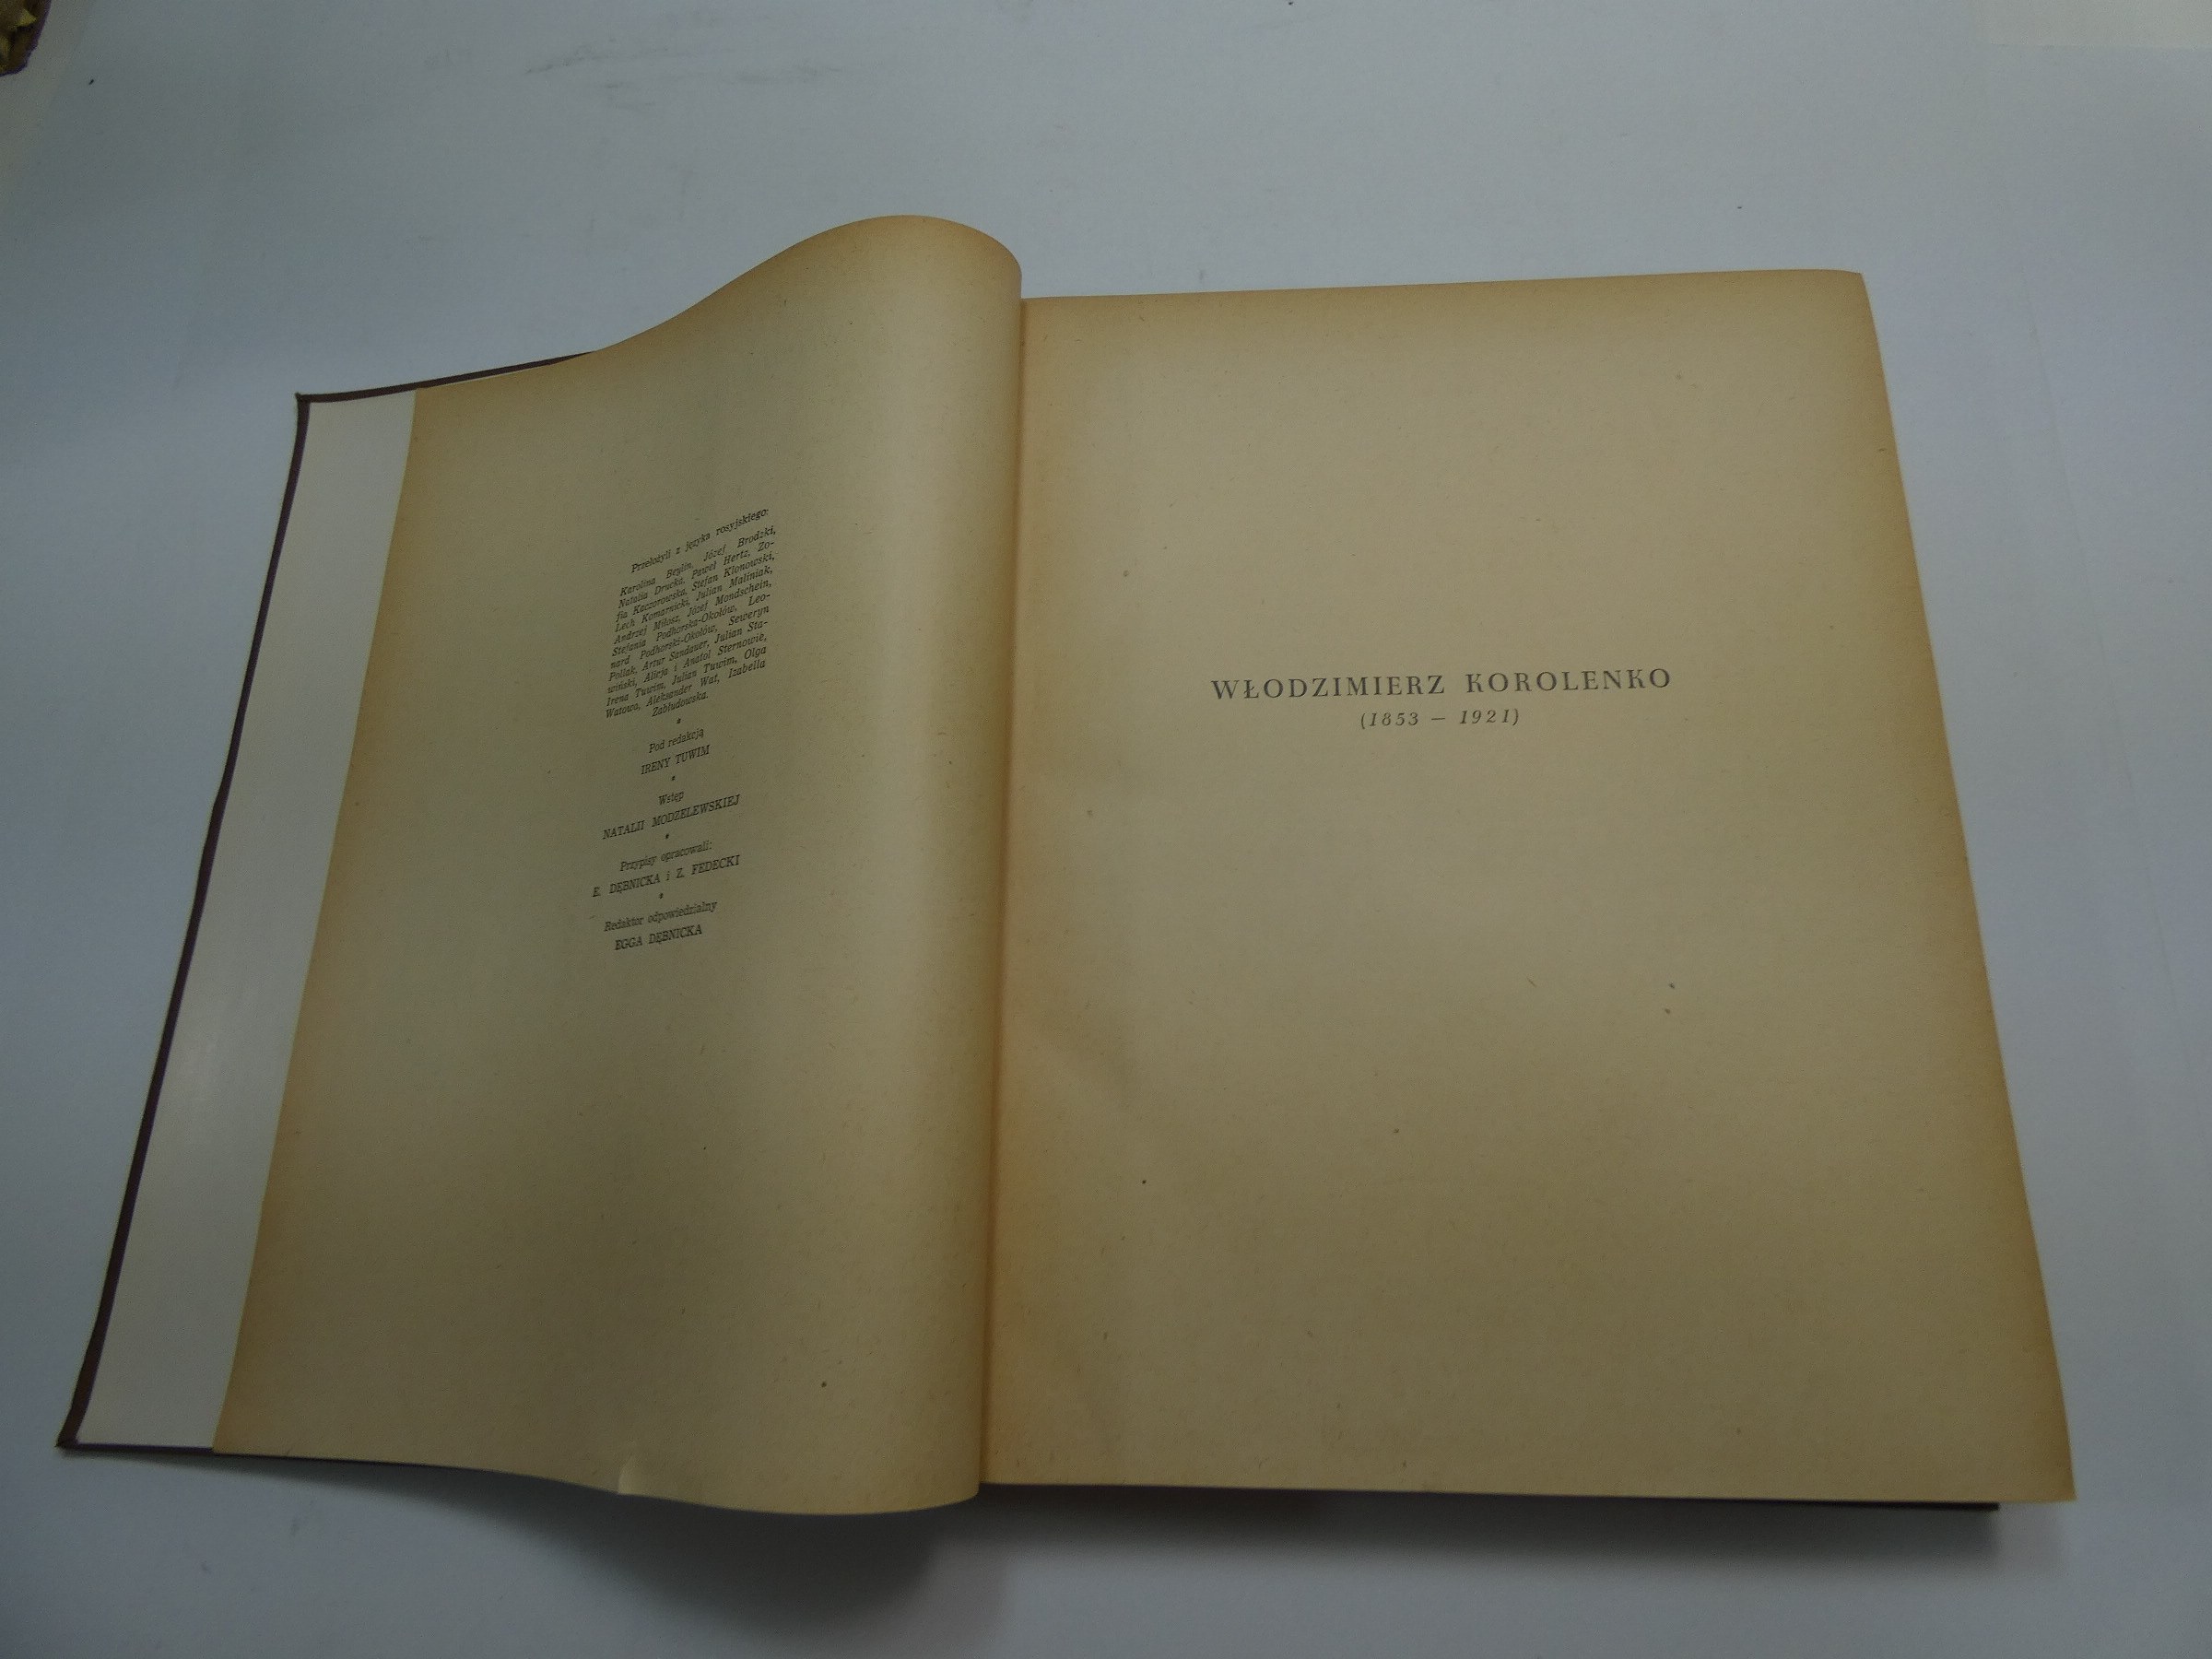 Przełożyli z języka rosyjskiego:
Karolina Beylin, Józef Brodzki,
Natalia Drucka, Paweł Hertz, Zo-
fia Kaczorowska, Stefan Klonowski,
Lech Komarnicki, Julian Maliniak,
Andrzej Miłosz, Józef Mondschein,
Stefania Podhorska-Okołów, Leo-
nard Podhorski-Okołów, Seweryn
Pollak, Artur Sandauer, Julian Sta-
wiński, Alicja i Anatol Sternowie,
Irena Tuwim, Julian Tuwim, Olga
Watowa, Aleksander Wat, Izabella
Zabłudowska.
*
Pod redakcją
IRENY TUWIM
*
Wstęp
NATALII MODZELEWSKIEJ
*
Przypisy opracowali:
E. DĘBNICKA i Z. FEDECKI
*
Redaktor odpowiedzialny
EGGA DĘBNICKA
WŁODZIMIERZ KOROLENKO
(1853 — 1921)